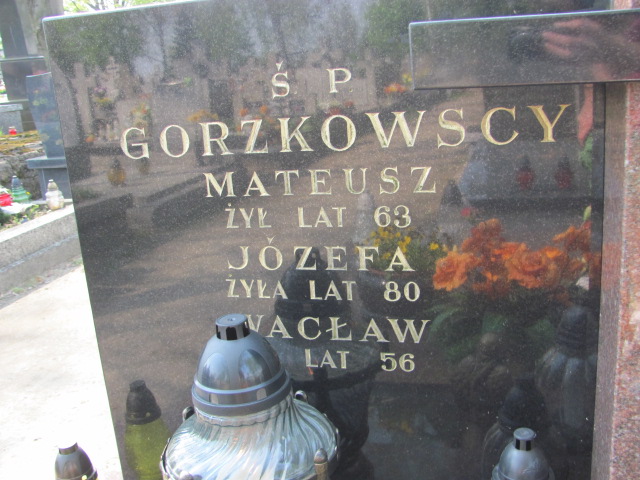 Ś P
GORZKOWSCY
MATEUSZ
ŻYŁ LAT 63
JÓZEFA
ŻYŁA LAT 80
WACŁAW
LAT 56